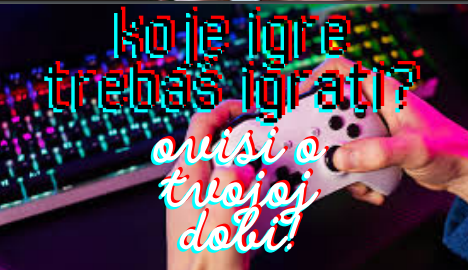 koje igre
trebaš igrati?
ovisi o
tvojoj
dobi!